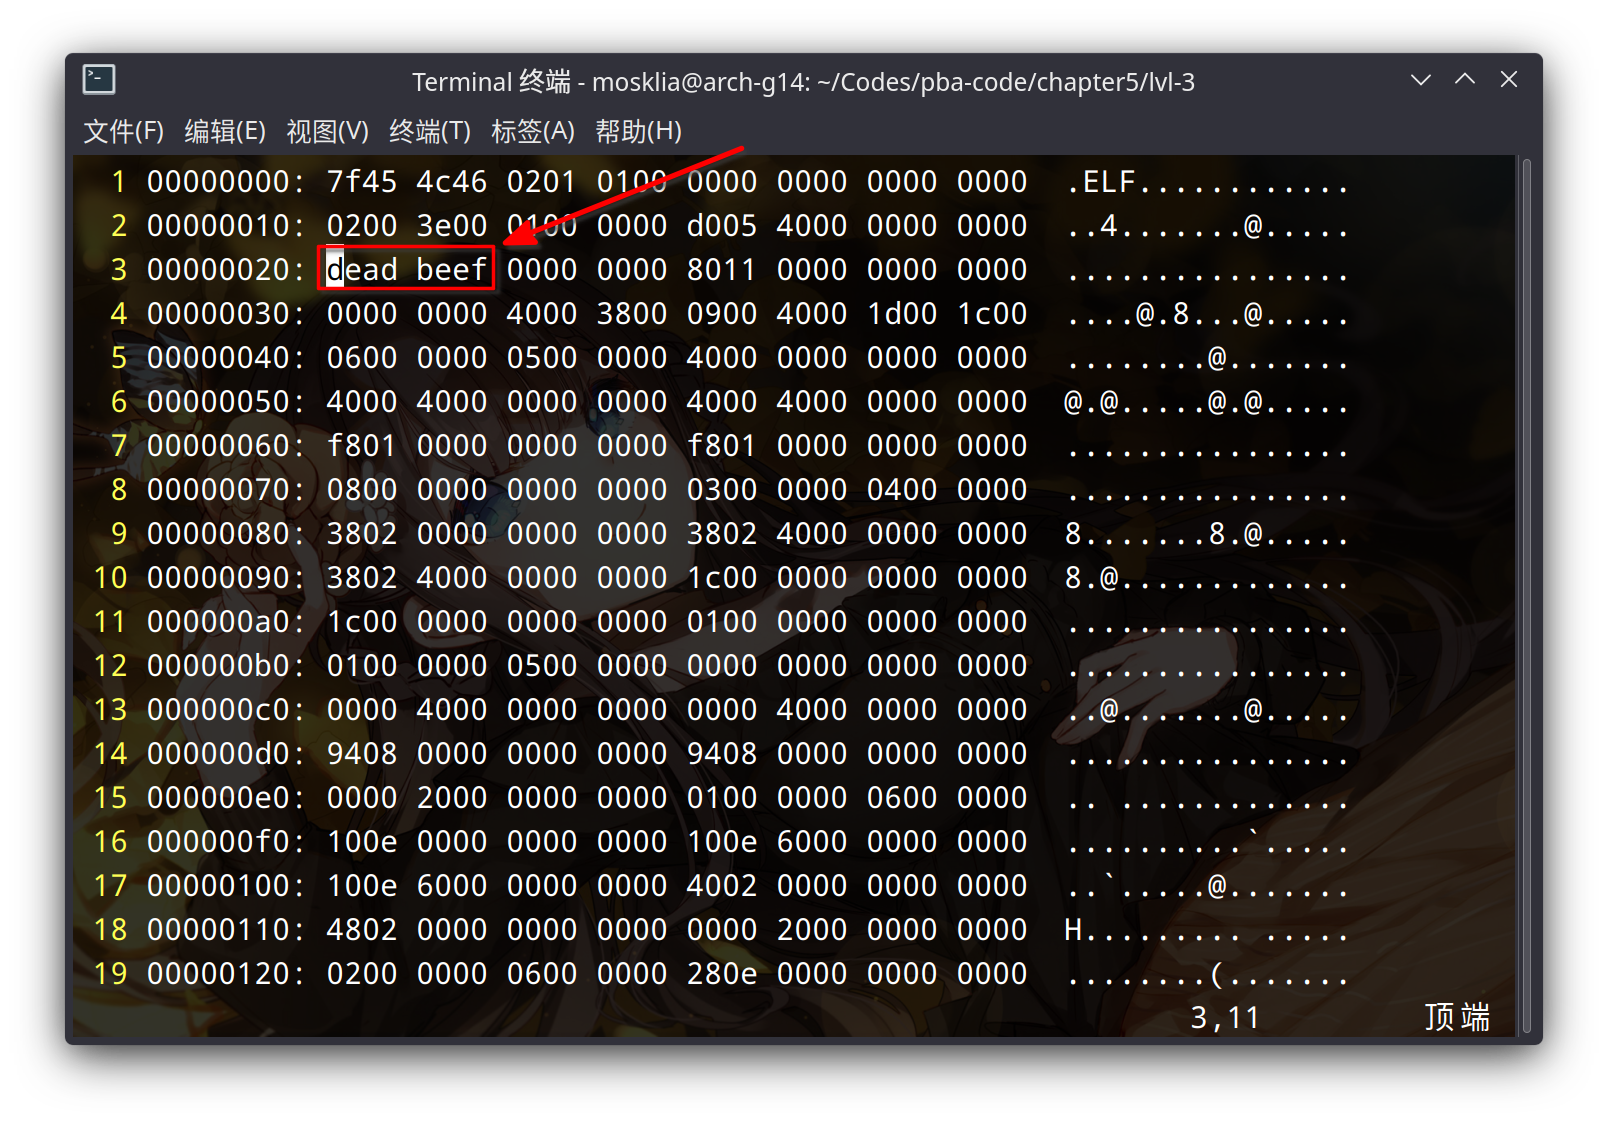 Terminal 终端 - mosklia@arch-g14: ~/Codes/pba-code/chapter5/lvl-3
文件(F) 编辑(E) 视图(V) 终端(T) 标签(A) 帮助(H)
1 00000000: 7f45 4c46 0201 0100 0000 0000 0000 0000 .ELF............
2 00000010: 0200 3e00 0100 0000 d005 4000 0000 0000 ..4.......@.....
3 00000020: dead beef 0000 0000 8011 0000 0000 0000 ................
4 00000030: 0000 0000 4000 3800 0900 4000 1d00 1c00 ....@.8...@.....
5 00000040: 0600 0000 0500 0000 4000 0000 0000 0000 ........@.......
6 00000050: 4000 4000 0000 0000 4000 4000 0000 0000 @.@.....@.@.....
7 00000060: f801 0000 0000 0000 f801 0000 0000 0000 ................
8 00000070: 0800 0000 0000 0000 0300 0000 0400 0000 ................
9 00000080: 3802 0000 0000 0000 3802 4000 0000 0000 8.......8.@.....
10 00000090: 3802 4000 0000 0000 1c00 0000 0000 0000 8.@.............
11 000000a0: 1c00 0000 0000 0000 0100 0000 0000 0000 ................
12 000000b0: 0100 0000 0500 0000 0000 0000 0000 0000 ................
13 000000c0: 0000 4000 0000 0000 0000 4000 0000 0000 ..@.......@.....
14 000000d0: 9408 0000 0000 0000 9408 0000 0000 0000 ................
15 000000e0: 0000 2000 0000 0000 0100 0000 0600 0000 .. .............
16 000000f0: 100e 0000 0000 0000 100e 6000 0000 0000 ..........`.....
17 00000100: 100e 6000 0000 0000 4002 0000 0000 0000 ..`.....@.......
18 00000110: 4802 0000 0000 0000 0000 2000 0000 0000 H......... .....
19 00000120: 0200 0000 0600 0000 280e 0000 0000 0000 ........(.......
3,11 顶端